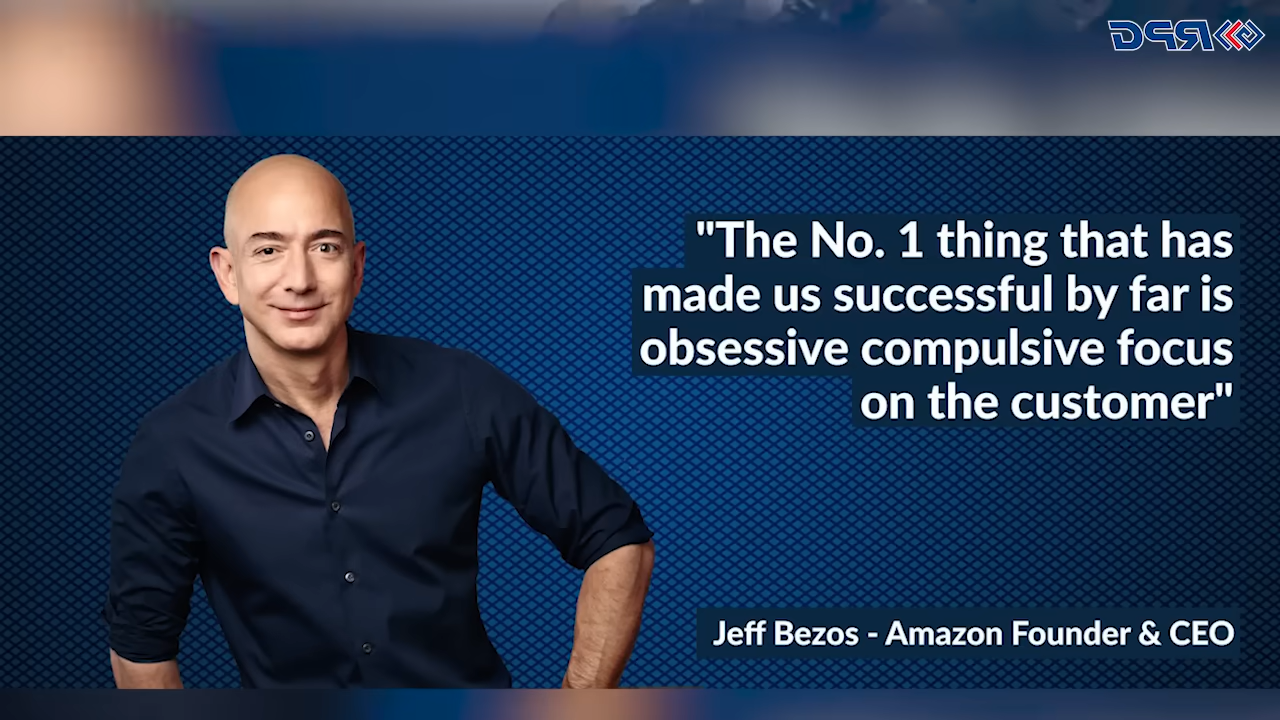 RPG
"The No. 1 thing that has
made us successful by far is
obsessive compulsive focus
on the customer"
Jeff Bezos - Amazon Founder & CEO